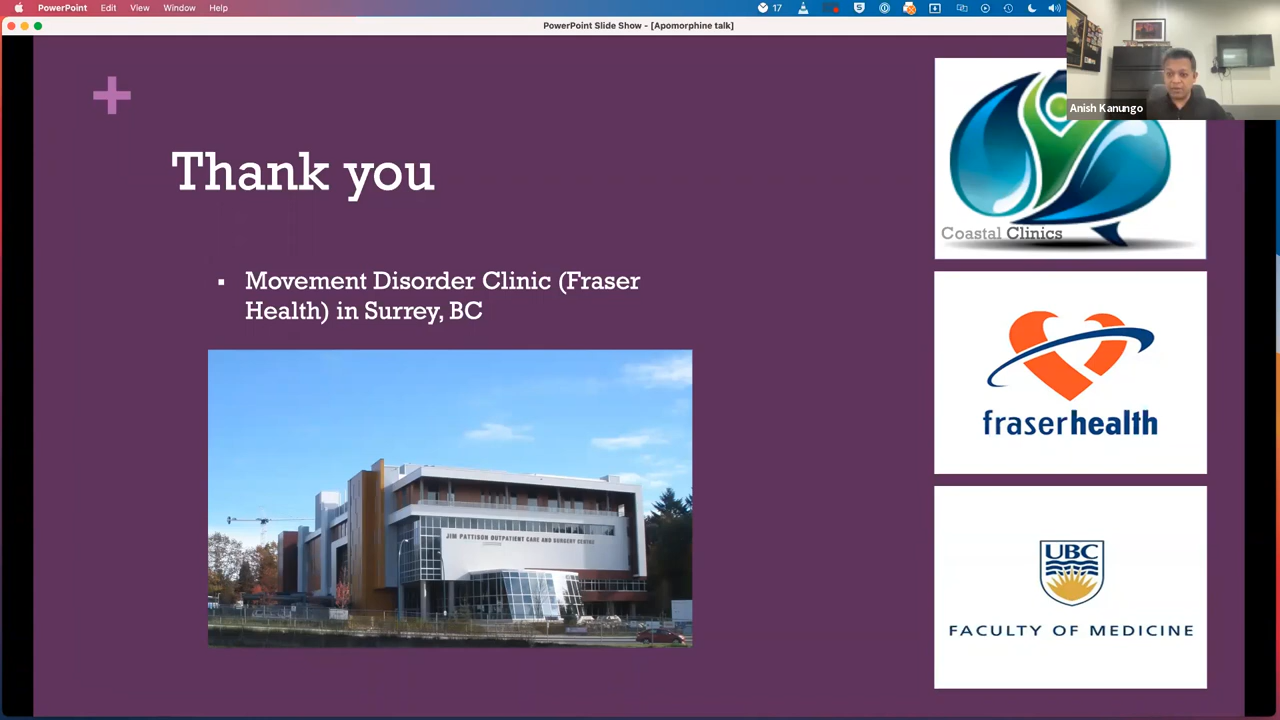 PowerPoint Edit View Window Help
17
PowerPoint Slide Show - [Apomorphine talk]
Anish Kanungo
Thank you
Coastal Clinics
▪ Movement Disorder Clinic (Fraser
Health) in Surrey, BC
JIM PATTISON OUTPATIENT CARE AND SURGERY CENTRE
fraserhealth
UBC
FACULTY OF MEDICINE